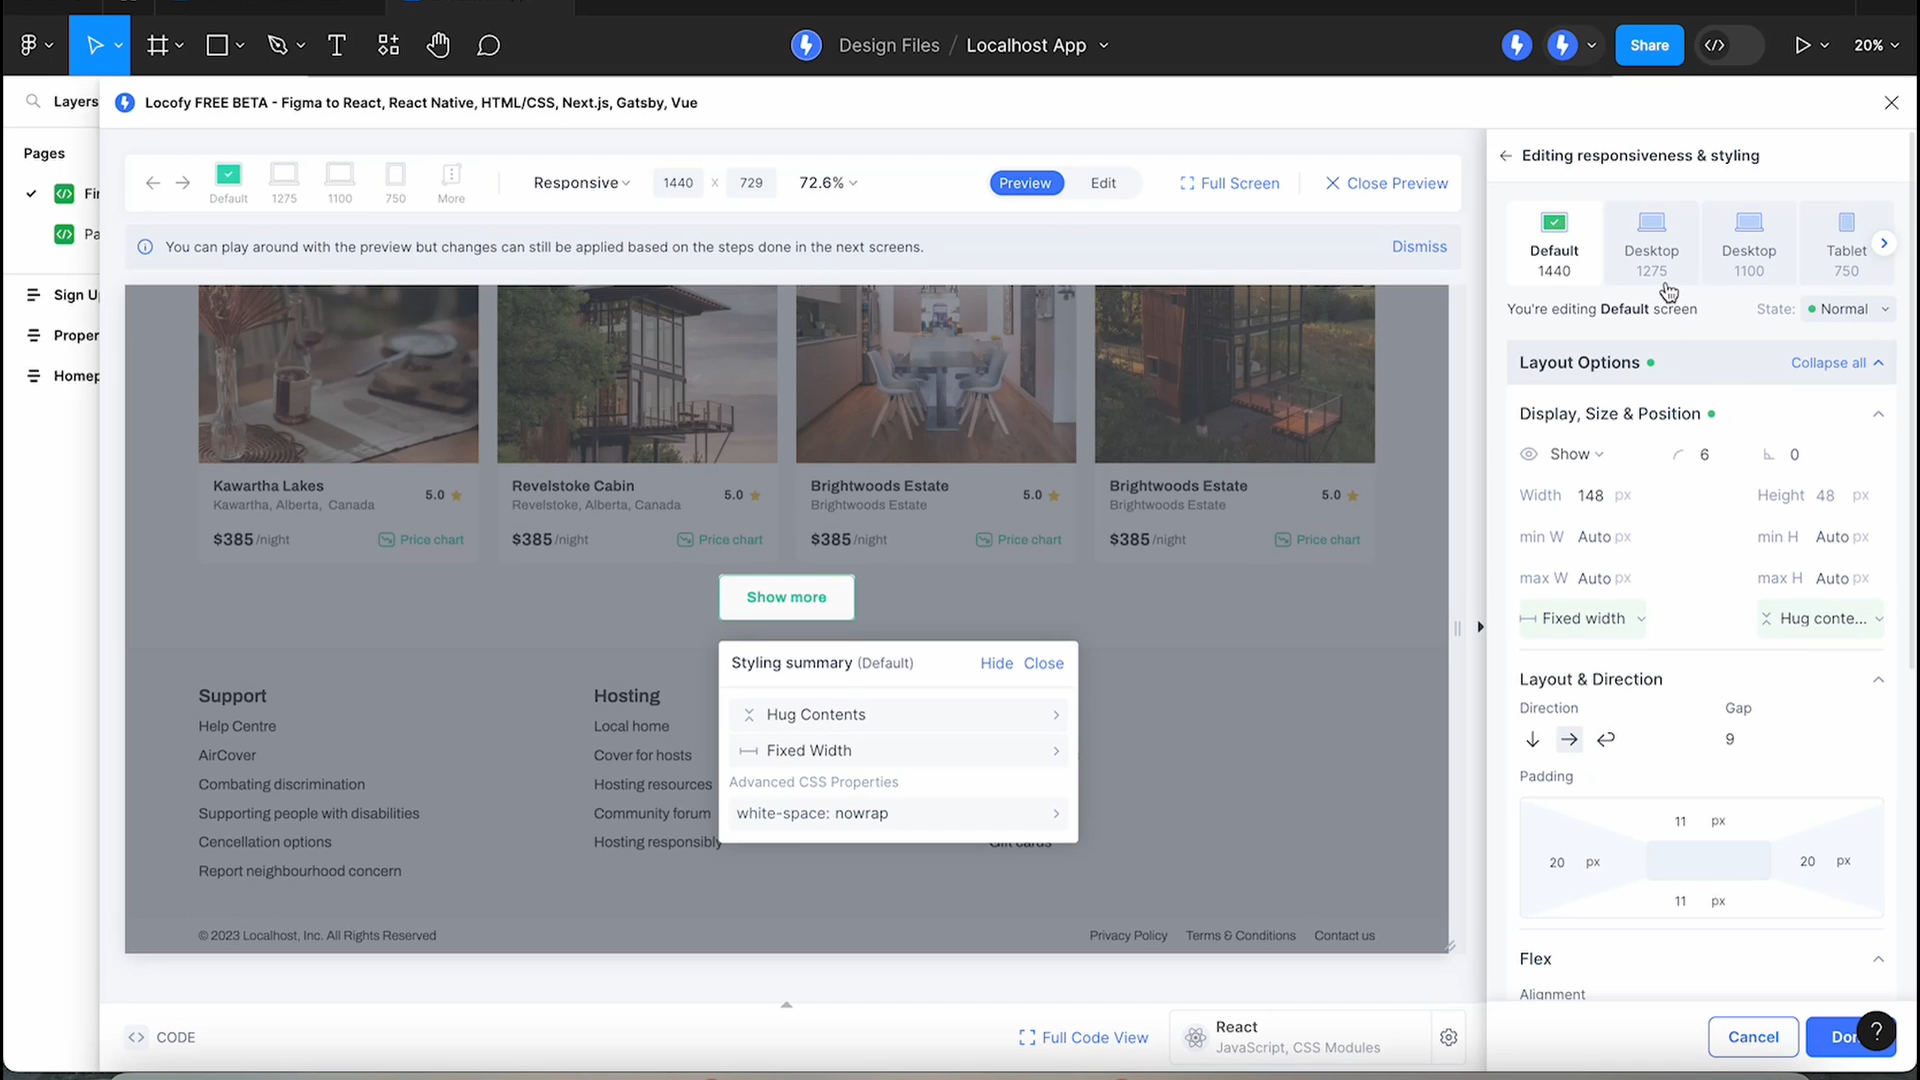 Design Files / Localhost App
Share
20%
Layers
Locofy FREE BETA - Figma to React, React Native, HTML/CSS, Next.js, Gatsby, Vue
Pages
Fir
Pa
Sign U
Proper
Homep
Default
1275
1100
750
More
Responsive
1440 x 729
72.6%
Preview
Edit
Full Screen
Close Preview
You can play around with the preview but changes can still be applied based on the steps done in the next screens.
Dismiss
Kawartha Lakes
Kawartha, Alberta, Canada
5.0
$385 /night
Price chart
Revelstoke Cabin
Revelstoke, Alberta, Canada
5.0
$385 /night
Price chart
Brightwoods Estate
Brightwoods Estate
5.0
$385 /night
Price chart
Brightwoods Estate
Brightwoods Estate
5.0
$385 /night
Price chart
Show more
Styling summary (Default)
Hide
Close
Hug Contents
Fixed Width
Advanced CSS Properties
white-space: nowrap
Support
Help Centre
AirCover
Combating discrimination
Supporting people with disabilities
Cencellation options
Report neighbourhood concern
Hosting
Local home
Cover for hosts
Hosting resources
Community forum
Hosting responsibly
Gift cards
© 2023 Localhost, Inc. All Rights Reserved
Privacy Policy
Terms & Conditions
Contact us
CODE
Full Code View
React
JavaScript, CSS Modules
Editing responsiveness & styling
Default
1440
Desktop
1275
Desktop
1100
Tablet
750
You're editing Default screen
State: Normal
Layout Options
Collapse all
Display, Size & Position
Show
6
0
Width 148 px
Height 48 px
min W Auto px
min H Auto px
max W Auto px
max H Auto px
Fixed width
Hug conte...
Layout & Direction
Direction
Gap
9
Padding
11 px
20 px
20 px
11 px
Flex
Alignment
Cancel
Don
?